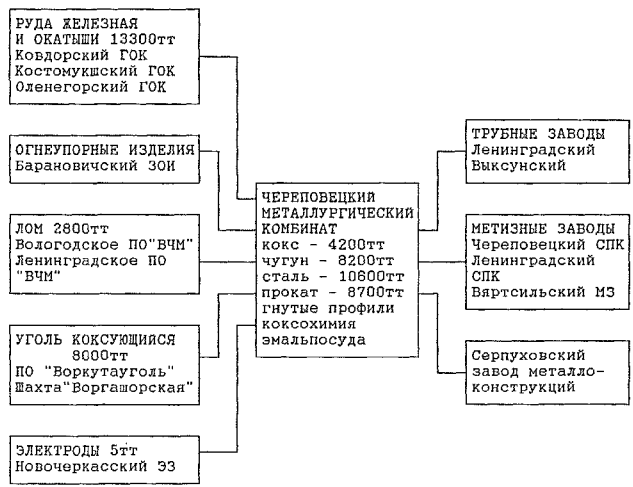 РУДА ЖЕЛЕЗНАЯ
И ОКАТЫШИ 13300тт
Ковдорский ГОК
Костомукшский ГОК
Оленегорский ГОК
ОГНЕУПОРНЫЕ ИЗДЕЛИЯ
Барановичский ЗОИ
ЛОМ 2800тт
Вологодское ПО"ВЧМ"
Ленинградское ПО
"ВЧМ"
УГОЛЬ КОКСУЮЩИЙСЯ
8000тт
ПО "Воркутауголь"
Шахта"Воргашорская"
ЭЛЕКТРОДЫ 5тт
Новочеркасский ЭЗ
ЧЕРЕПОВЕЦКИЙ
МЕТАЛЛУРГИЧЕСКИЙ
КОМБИНАТ
кокс - 4200тт
чугун - 8200тт
сталь - 10600тт
прокат - 8700тт
гнутые профили
коксохимия
эмальпосуда
ТРУБНЫЕ ЗАВОДЫ
Ленинградский
Выксунский
МЕТИЗНЫЕ ЗАВОДЫ
Череповецкий СПК
Ленинградский
СПК
Вяртсильский МЗ
Серпуховский
завод металло-
конструкций